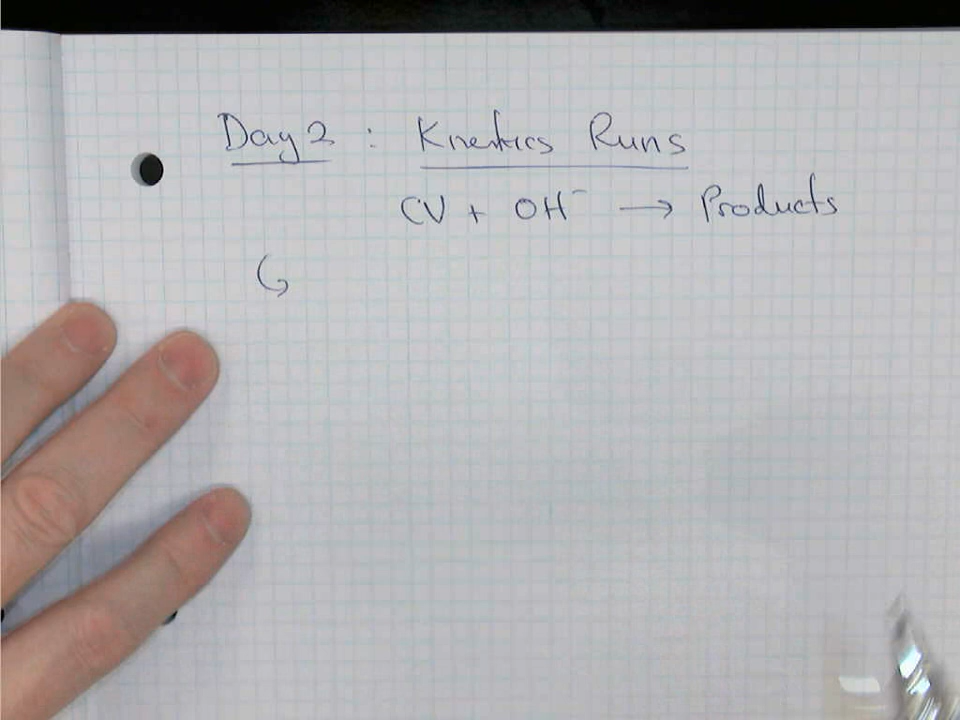 Day 2 : Kinetics Runs
CV + OH⁻ → Products